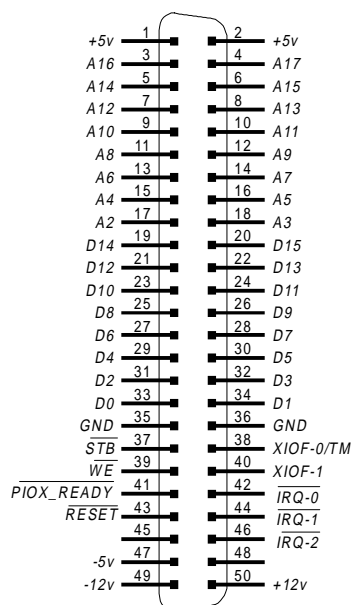 +5v 1 2 +5v
A16 3 4 A17
A14 5 6 A15
A12 7 8 A13
A10 9 10 A11
A8 11 12 A9
A6 13 14 A7
A4 15 16 A5
A2 17 18 A3
D14 19 20 D15
D12 21 22 D13
D10 23 24 D11
D8 25 26 D9
D6 27 28 D7
D4 29 30 D5
D2 31 32 D3
D0 33 34 D1
GND 35 36 GND
STB 37 38 XIOF-0/TM
WE 39 40 XIOF-1
PIOX_READY 41 42 IRQ-0
RESET 43 44 IRQ-1
45 46 IRQ-2
-5v 47 48
-12v 49 50 +12v